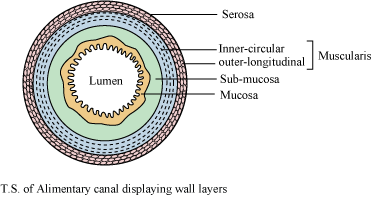 Serosa
Inner-circular
outer-longitudinal
Muscularis
Lumen
Sub-mucosa
Mucosa
T.S. of Alimentary canal displaying wall layers